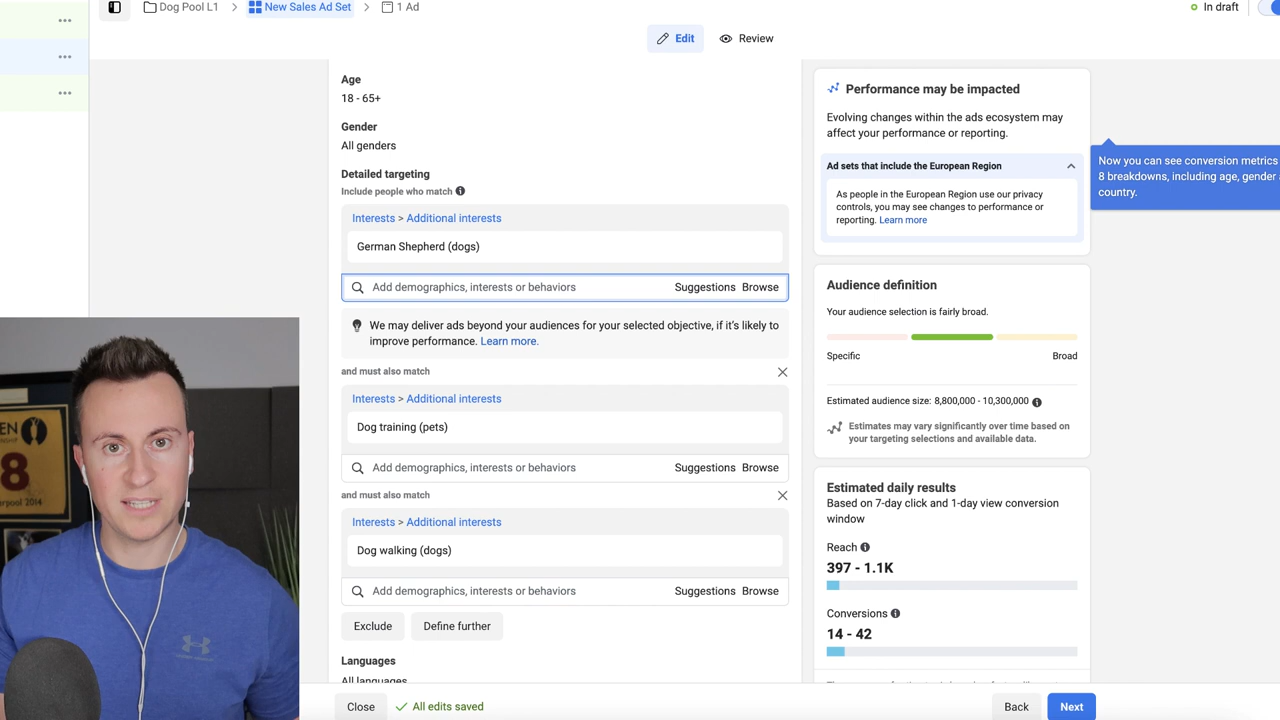 Dog Pool L1 > New Sales Ad Set > 1 Ad
In draft
Edit
Review
Age
18 - 65+
Gender
All genders
Detailed targeting
Include people who match
Interests > Additional interests
German Shepherd (dogs)
Add demographics, interests or behaviors Suggestions Browse
We may deliver ads beyond your audiences for your selected objective, if it's likely to
improve performance. Learn more.
and must also match
Interests > Additional interests
Dog training (pets)
Add demographics, interests or behaviors Suggestions Browse
and must also match
Interests > Additional interests
Dog walking (dogs)
Add demographics, interests or behaviors Suggestions Browse
Exclude
Define further
Languages
All languages
Close
All edits saved
Back
Next
Performance may be impacted
Evolving changes within the ads ecosystem may
affect your performance or reporting.
Ad sets that include the European Region
As people in the European Region use our privacy
controls, you may see changes to performance or
reporting. Learn more
Now you can see conversion metrics
8 breakdowns, including age, gender
country.
Audience definition
Your audience selection is fairly broad.
Specific
Broad
Estimated audience size: 8,800,000 - 10,300,000
Estimates may vary significantly over time based on
your targeting selections and available data.
Estimated daily results
Based on 7-day click and 1-day view conversion
window
Reach
397 - 1.1K
Conversions
14 - 42
EN
8
erpool 2014
UNDER ARMOUR